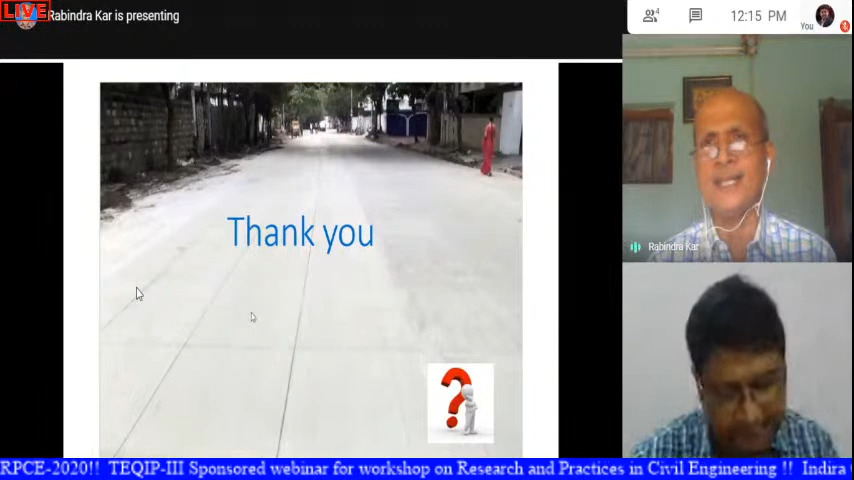 LIVE
Rabindra Kar is presenting
4
12:15 PM
You
Thank you
?
Rabindra Kar
RPCE-2020!! TEQIP-III Sponsored webinar for workshop on Research and Practices in Civil Engineering !! Indira